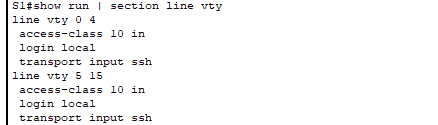 S1#show run | section line vty
line vty 0 4
 access-class 10 in
 login local
 transport input ssh
line vty 5 15
 access-class 10 in
 login local
 transport input ssh